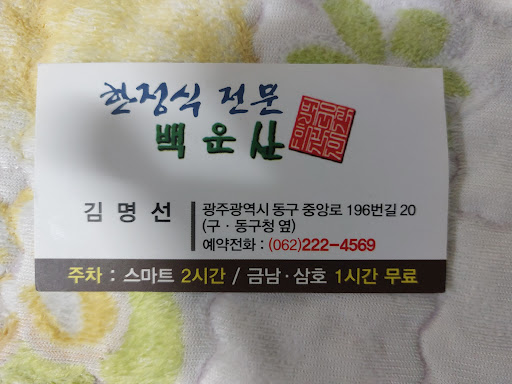 한정식 전문
백운산
김명선
광주광역시 동구 중앙로 196번길 20
(구·동구청 옆)
예약전화 : (062)222-4569
주차 : 스마트 2시간 / 금남·삼호 1시간 무료